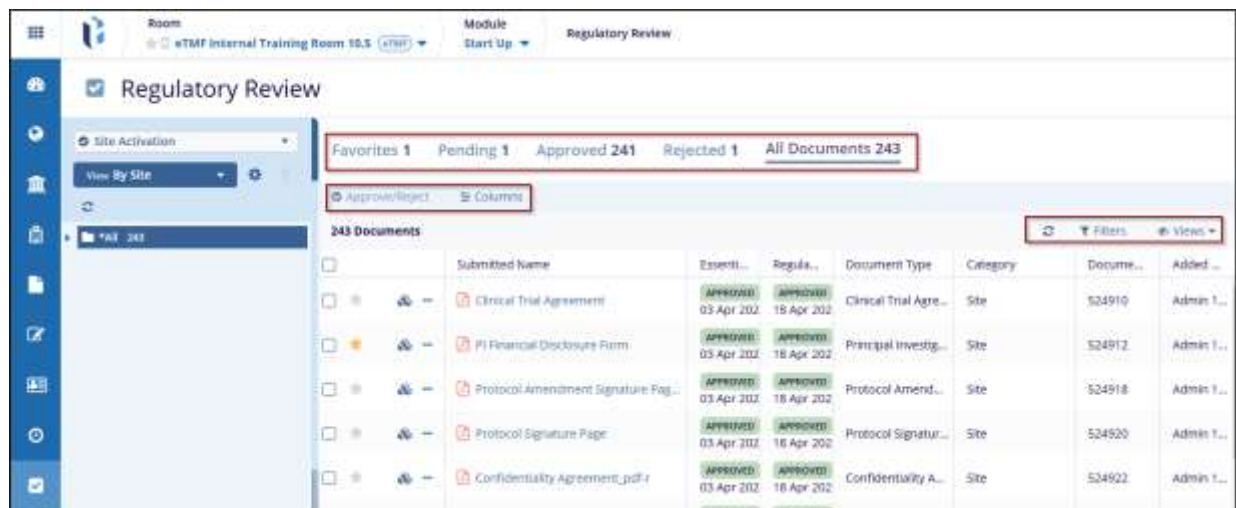 Room
eTMF Internal Training Room 10.5 eTMF
Module
Start Up
Regulatory Review
Regulatory Review
Site Activation
View By Site
*All 243
Favorites 1 Pending 1 Approved 241 Rejected 1 All Documents 243
Approve/Reject Columns
243 Documents Filters Views
Submitted Name Essenti... Regula... Document Type Category Docume... Added ...
Clinical Trial Agreement APPROVED 03 Apr 202 APPROVED 18 Apr 202 Clinical Trial Agre... Site 524910 Admin 1...
PI Financial Disclosure Form APPROVED 03 Apr 202 APPROVED 18 Apr 202 Principal Investig... Site 524912 Admin 1...
Protocol Amendment Signature Pag... APPROVED 03 Apr 202 APPROVED 18 Apr 202 Protocol Amend... Site 524918 Admin 1...
Protocol Signature Page APPROVED 03 Apr 202 APPROVED 18 Apr 202 Protocol Signatur... Site 524920 Admin 1...
Confidentiality Agreement_pdf-r APPROVED 03 Apr 202 APPROVED 18 Apr 202 Confidentiality A... Site 524922 Admin 1...